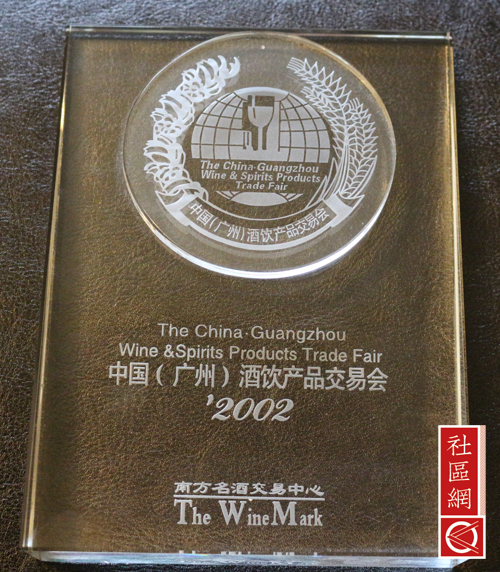 The China·Guangzhou
Wine & Spirits Products
Trade Fair
中国（广州）酒饮产品交易会
The China·Guangzhou
Wine &Spirits Products Trade Fair
中国（广州）酒饮产品交易会
'2002
南方名酒交易中心
The WineMark
社區網